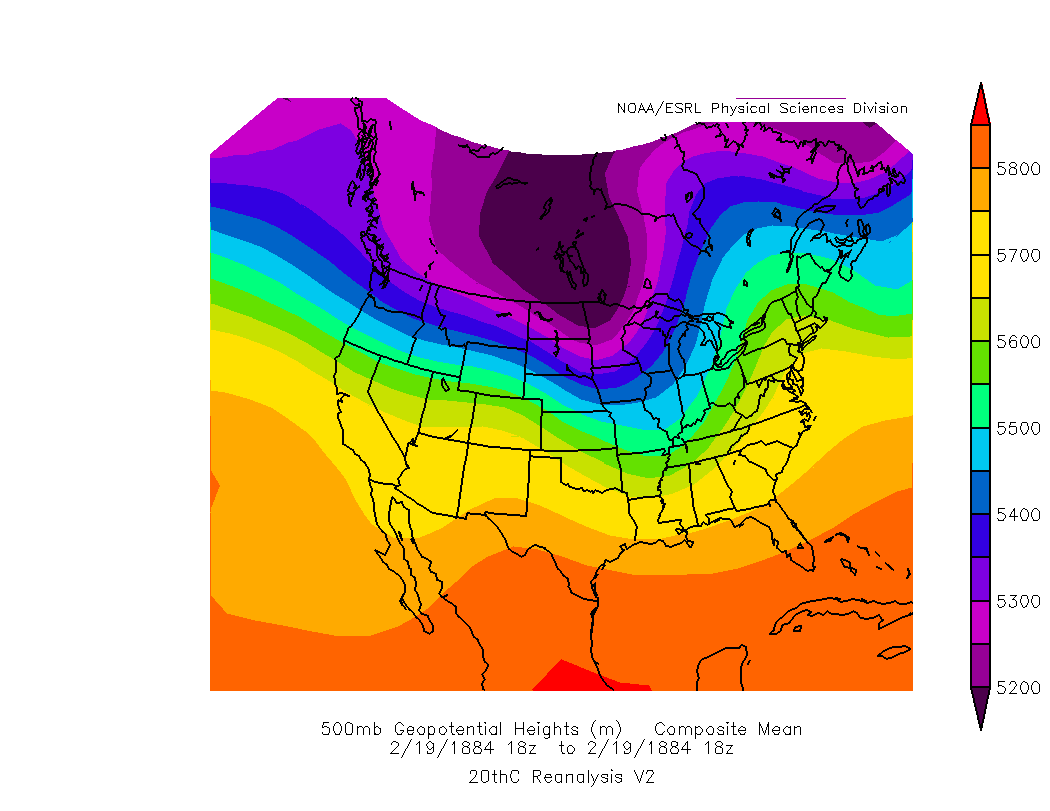 NOAA/ESRL Physical Sciences Division
5800
5700
5600
5500
5400
5300
5200
500mb Geopotential Heights (m) Composite Mean
2/19/1884 18z to 2/19/1884 18z
20thC Reanalysis V2